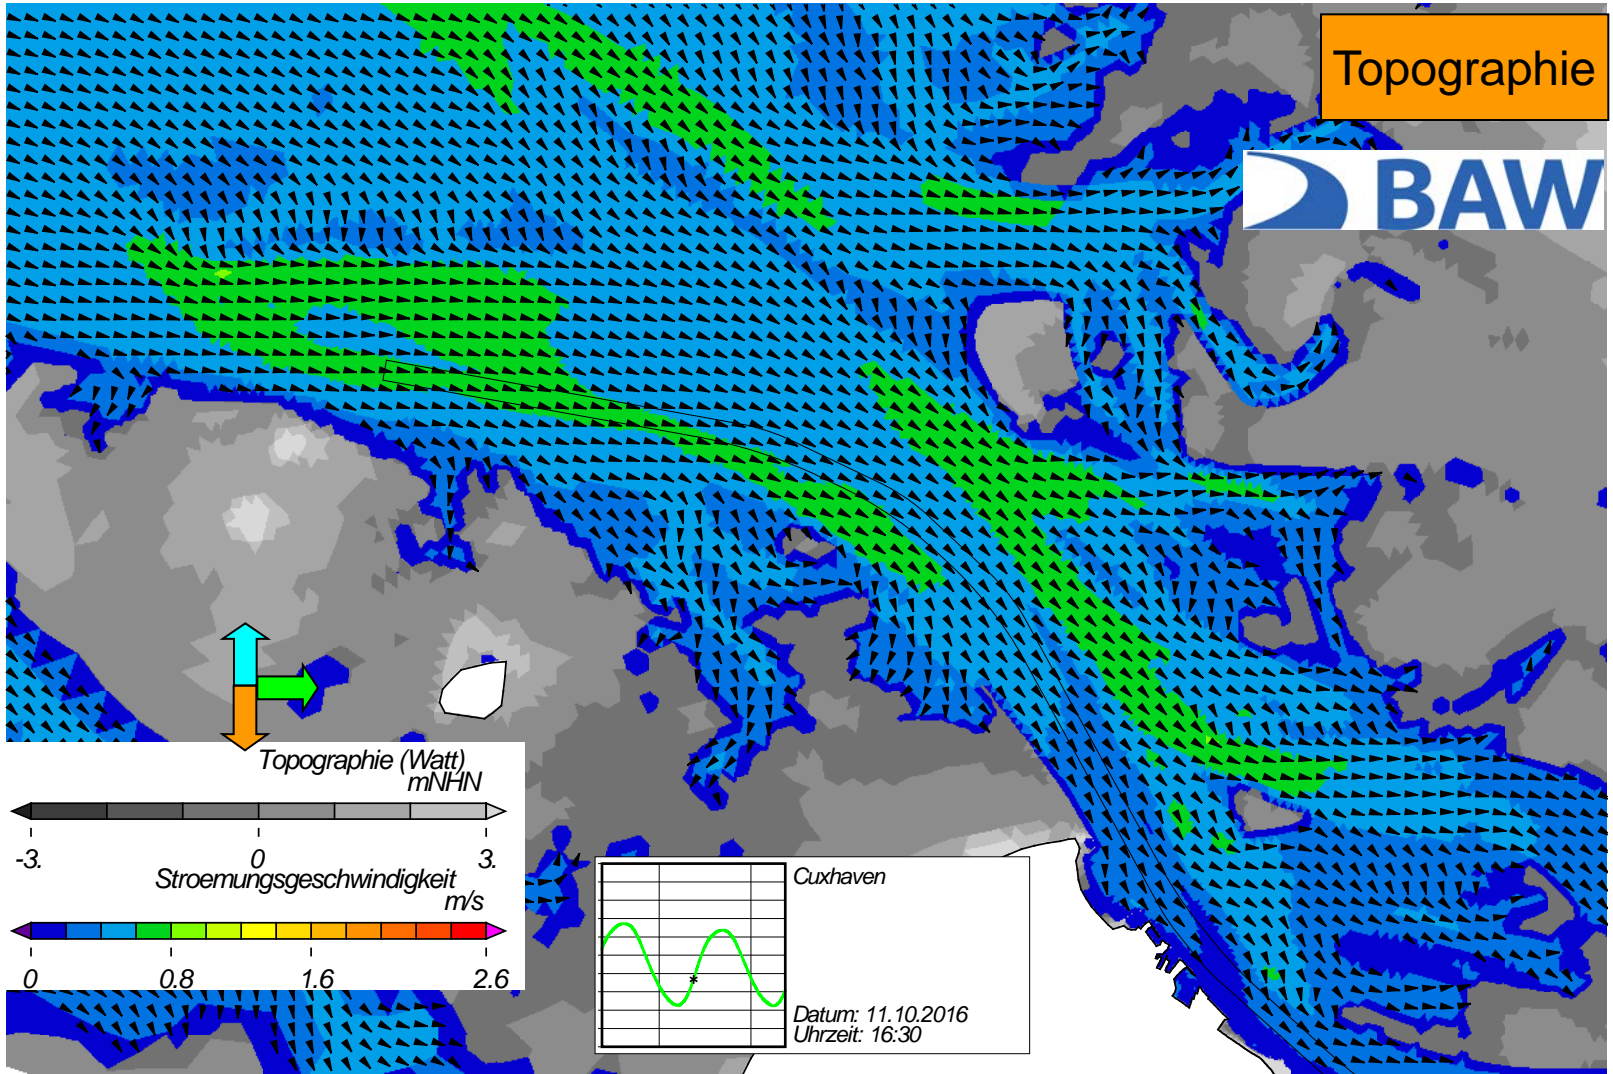 Topographie
BAW
Topographie (Watt)
mNHN
-3. 0 3.
Stroemungsgeschwindigkeit
m/s
0 0.8 1.6 2.6
Cuxhaven
Datum: 11.10.2016
Uhrzeit: 16:30